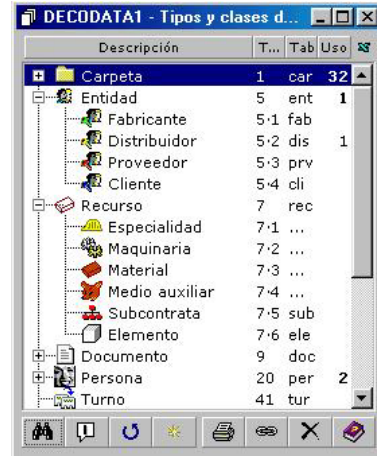 DECODATA1 - Tipos y clases d...
Descripción T... Tab Uso
Carpeta 1 car 32
Entidad 5 ent 1
Fabricante 5·1 fab
Distribuidor 5·2 dis 1
Proveedor 5·3 prv
Cliente 5·4 cli
Recurso 7 rec
Especialidad 7·1 ...
Maquinaria 7·2 ...
Material 7·3 ...
Medio auxiliar 7·4 ...
Subcontrata 7·5 sub
Elemento 7·6 ele
Documento 9 doc
Persona 20 per 2
Turno 41 tur